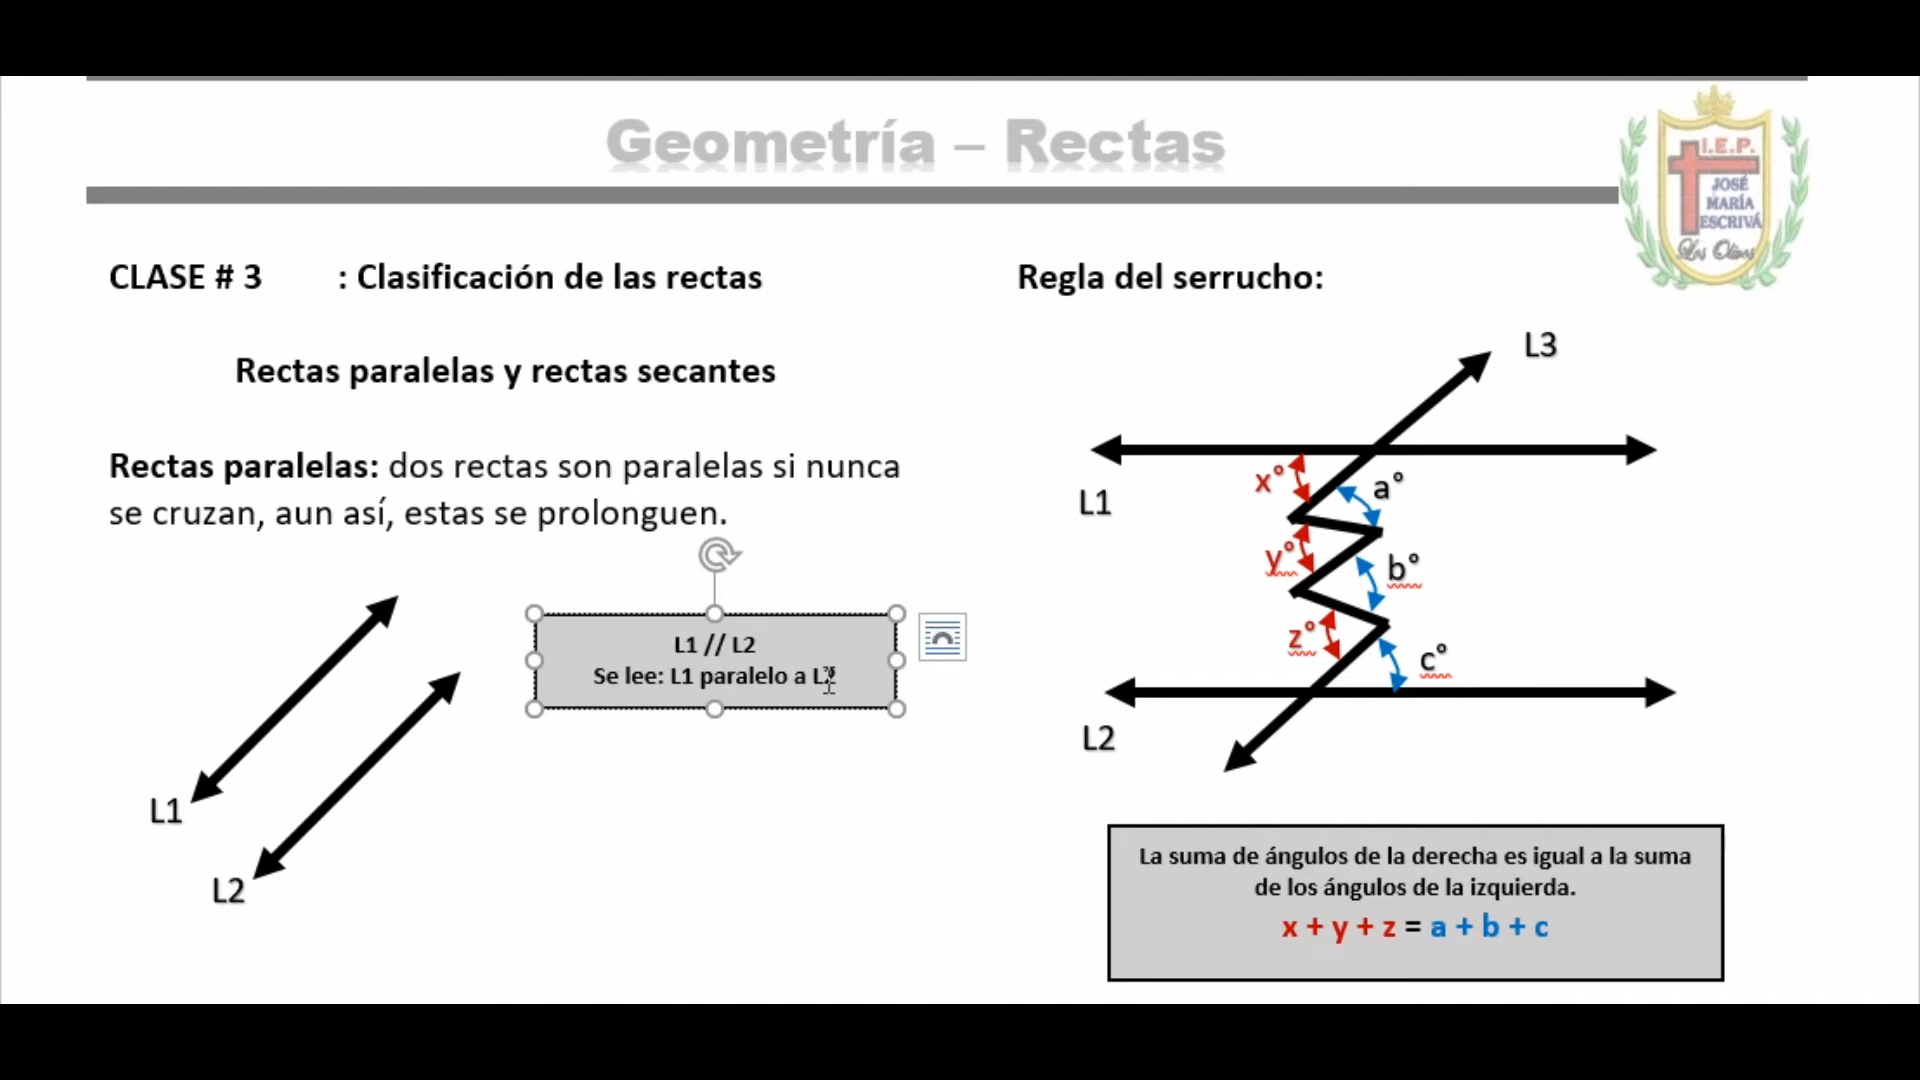 Geometría – Rectas
I.E.P.
JOSÉ
MARÍA
ESCRIVÁ
Los Olivos
CLASE # 3 : Clasificación de las rectas
Rectas paralelas y rectas secantes
Rectas paralelas: dos rectas son paralelas si nunca
se cruzan, aun así, estas se prolonguen.
L1 // L2
Se lee: L1 paralelo a L2
L1
L2
Regla del serrucho:
L3
x°
a°
L1
y°
b°
z°
c°
L2
La suma de ángulos de la derecha es igual a la suma
de los ángulos de la izquierda.
x + y + z = a + b + c